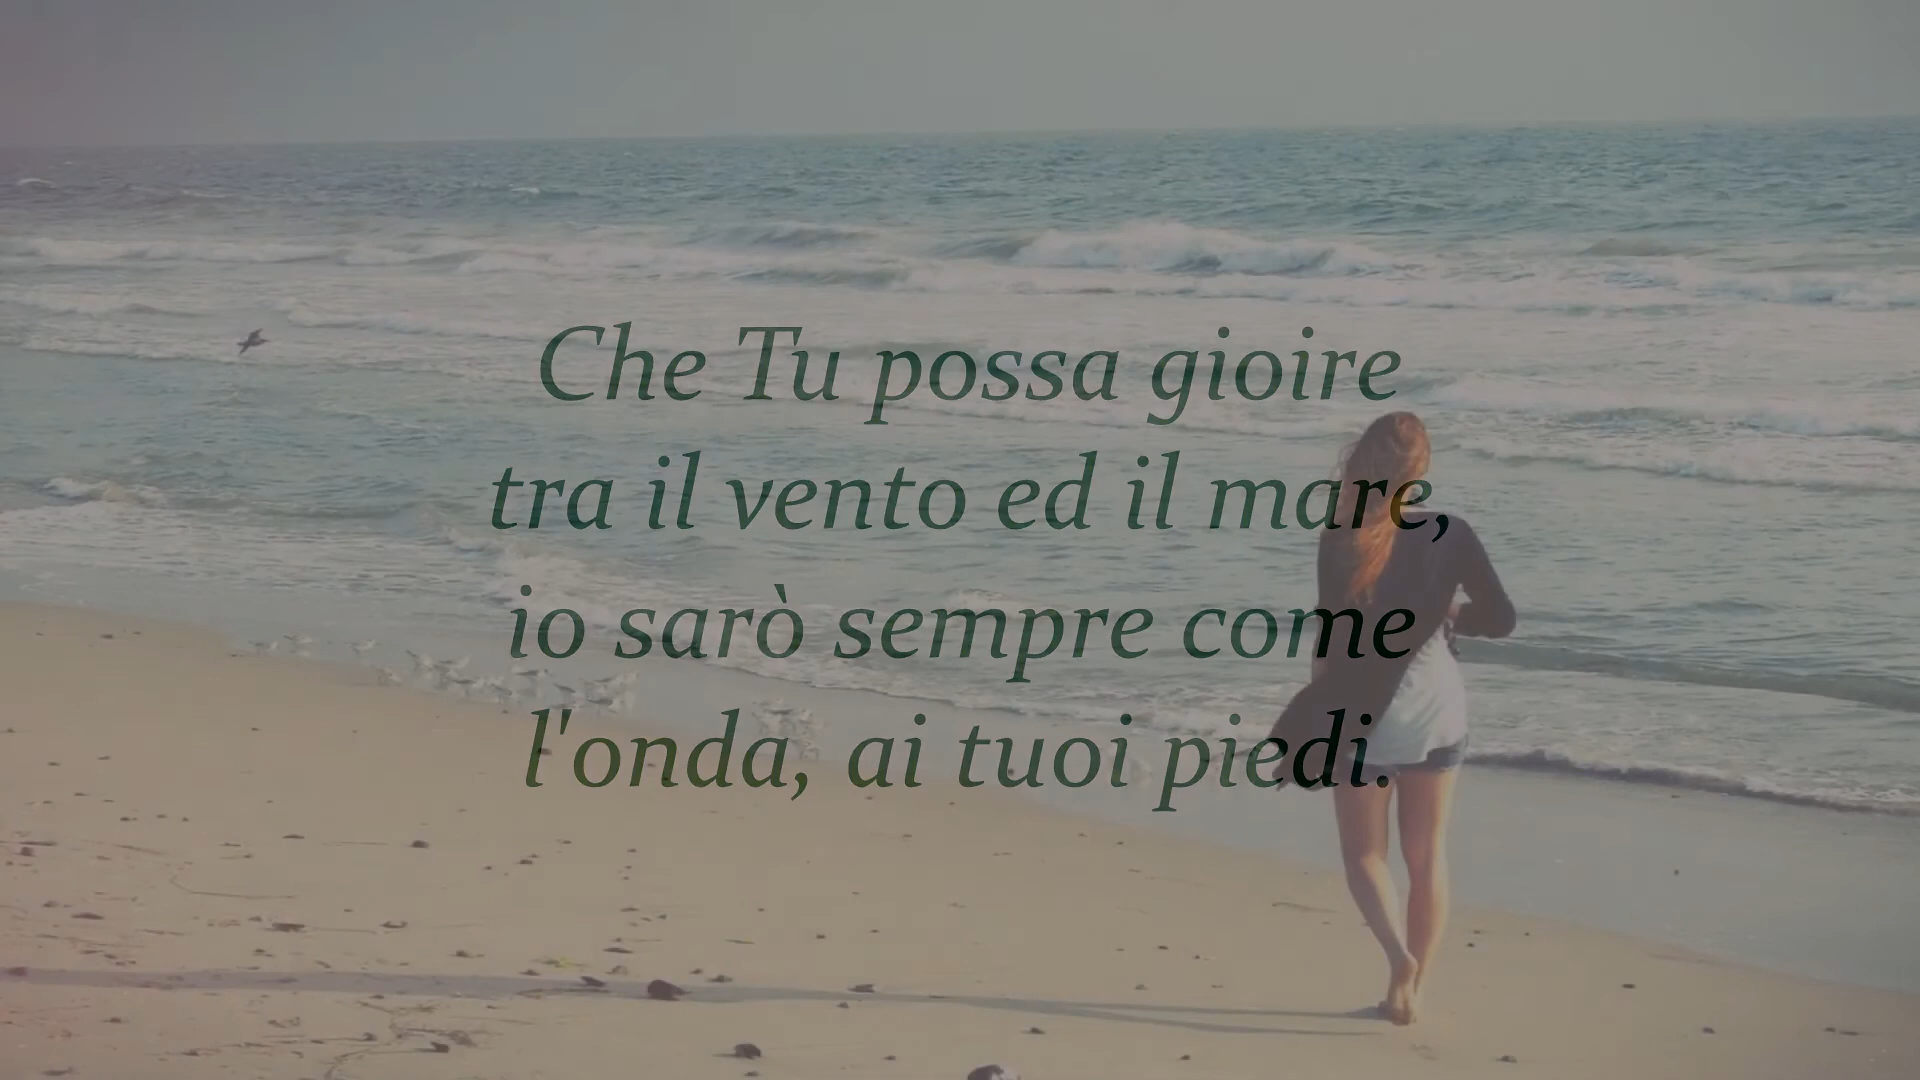 Che Tu possa gioire
tra il vento ed il mare,
io sarò sempre come
l'onda, ai tuoi piedi.